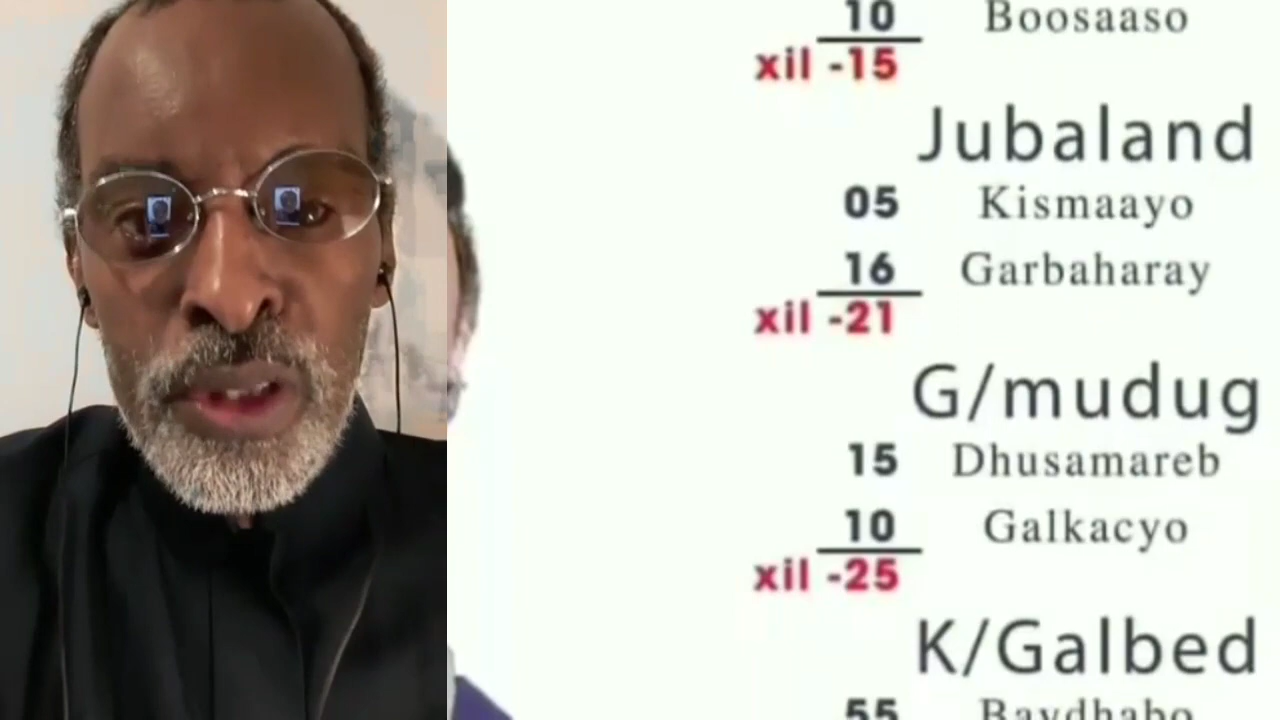 10 Boosaaso
xil -15
Jubaland
05 Kismaayo
16 Garbaharay
xil -21
G/mudug
15 Dhusamareb
10 Galkacyo
xil -25
K/Galbed
55 Baydhabo